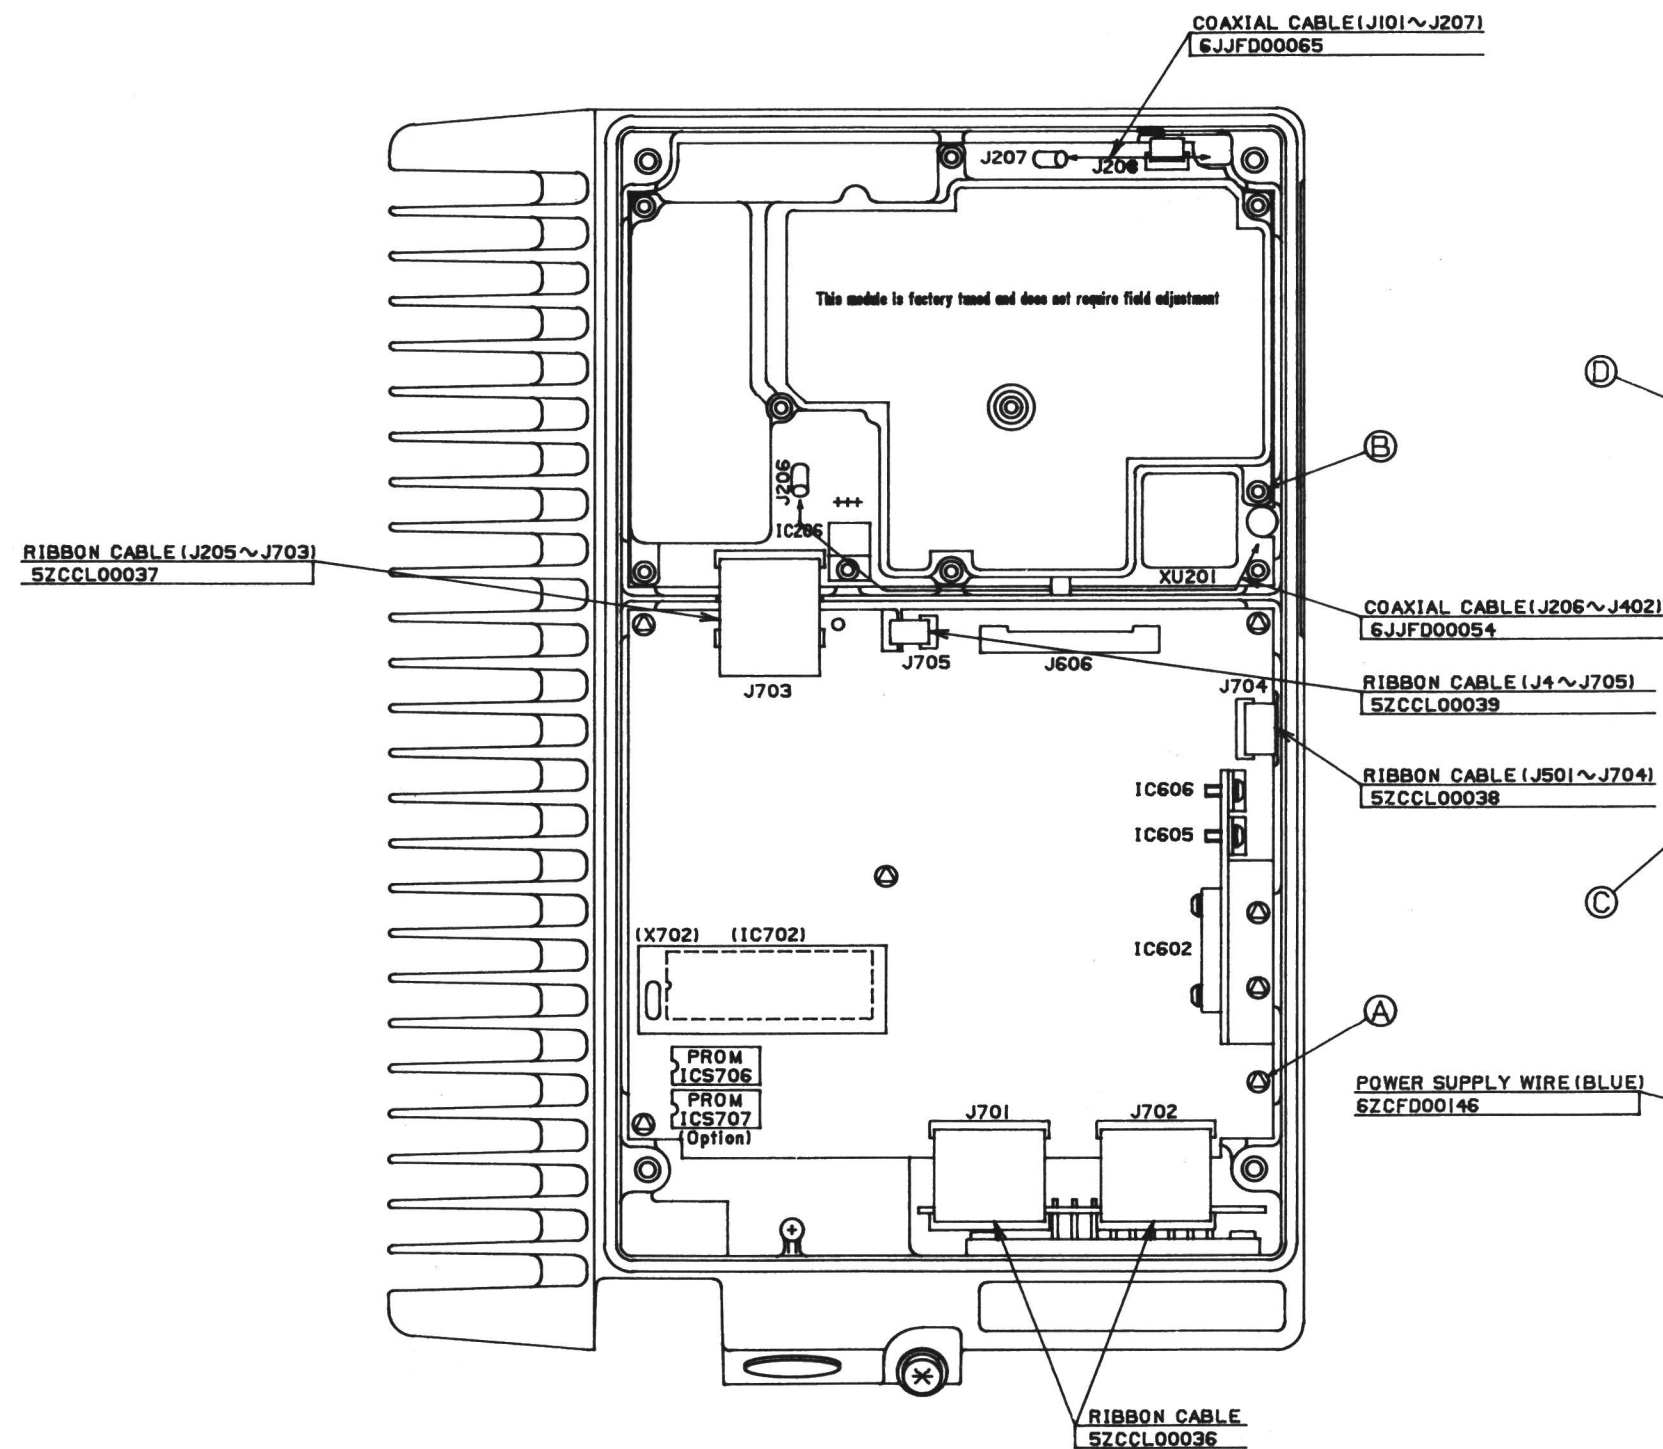 COAXIAL CABLE(J101~J207)
6JJFD00065
J207
J208
This module is factory tuned and does not require field adjustment
D
B
J206
+++
IC206
RIBBON CABLE(J205~J703)
5ZCCL00037
XU201
COAXIAL CABLE(J206~J402)
6JJFD00054
J705
J606
J703
J704
RIBBON CABLE(J4~J705)
5ZCCL00039
RIBBON CABLE(J501~J704)
5ZCCL00038
IC606
IC605
C
(X702) (IC702)
IC602
A
PROM
ICS706
PROM
ICS707
(Option)
POWER SUPPLY WIRE(BLUE)
6ZCFD00146
J701
J702
RIBBON CABLE
5ZCCL00036